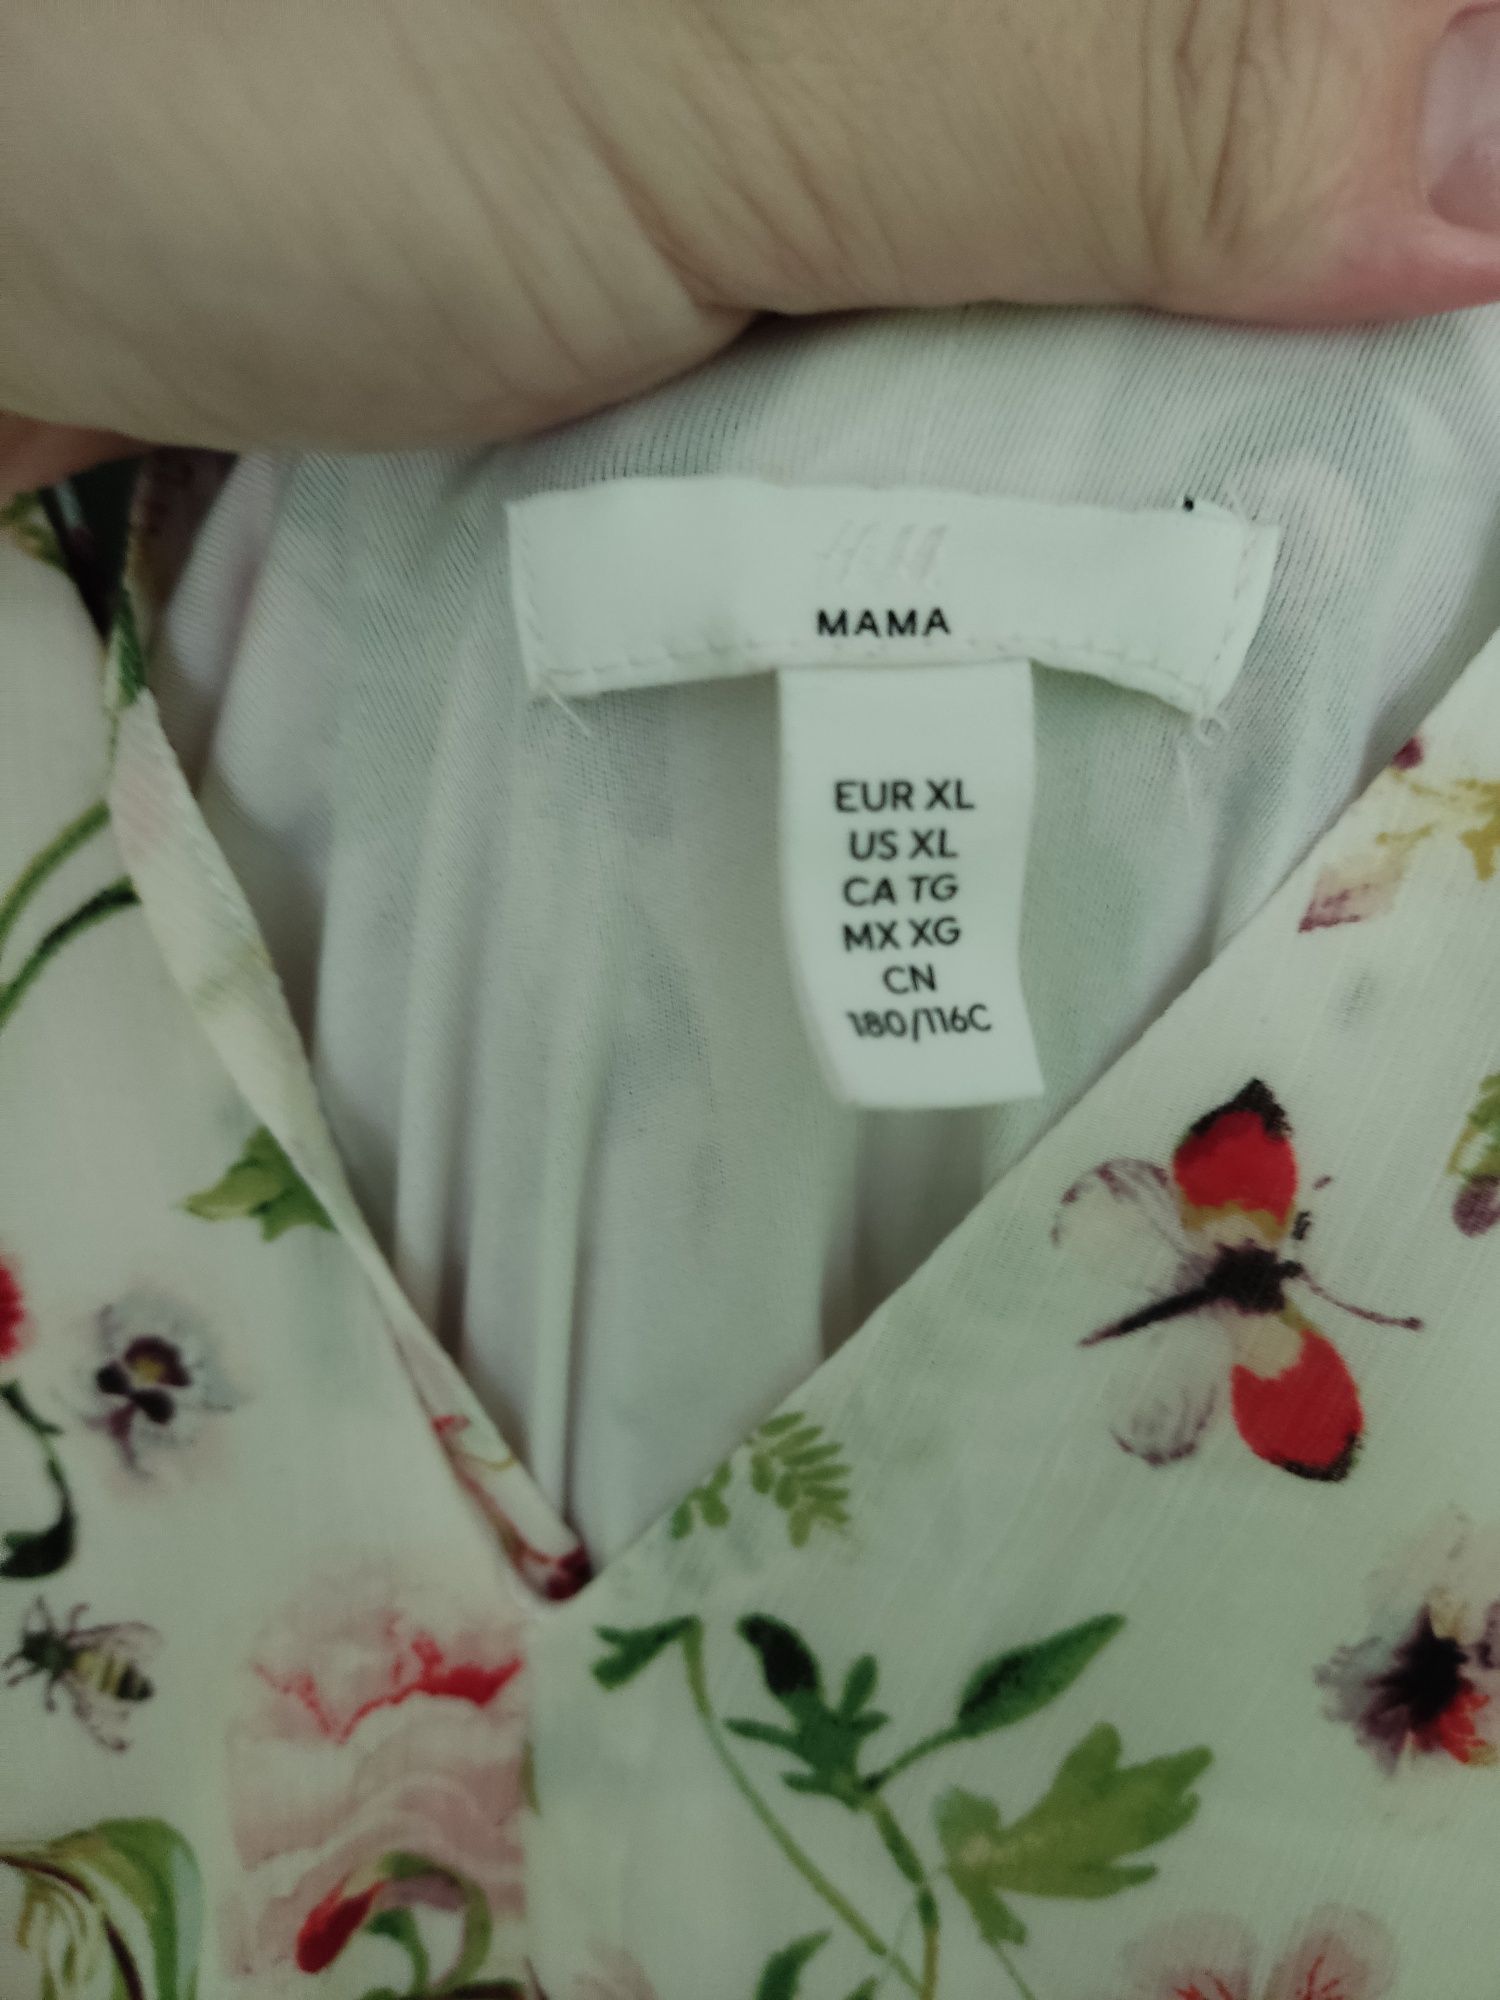 H&M
MAMA
EUR XL
US XL
CA TG
MX XG
CN
180/116C